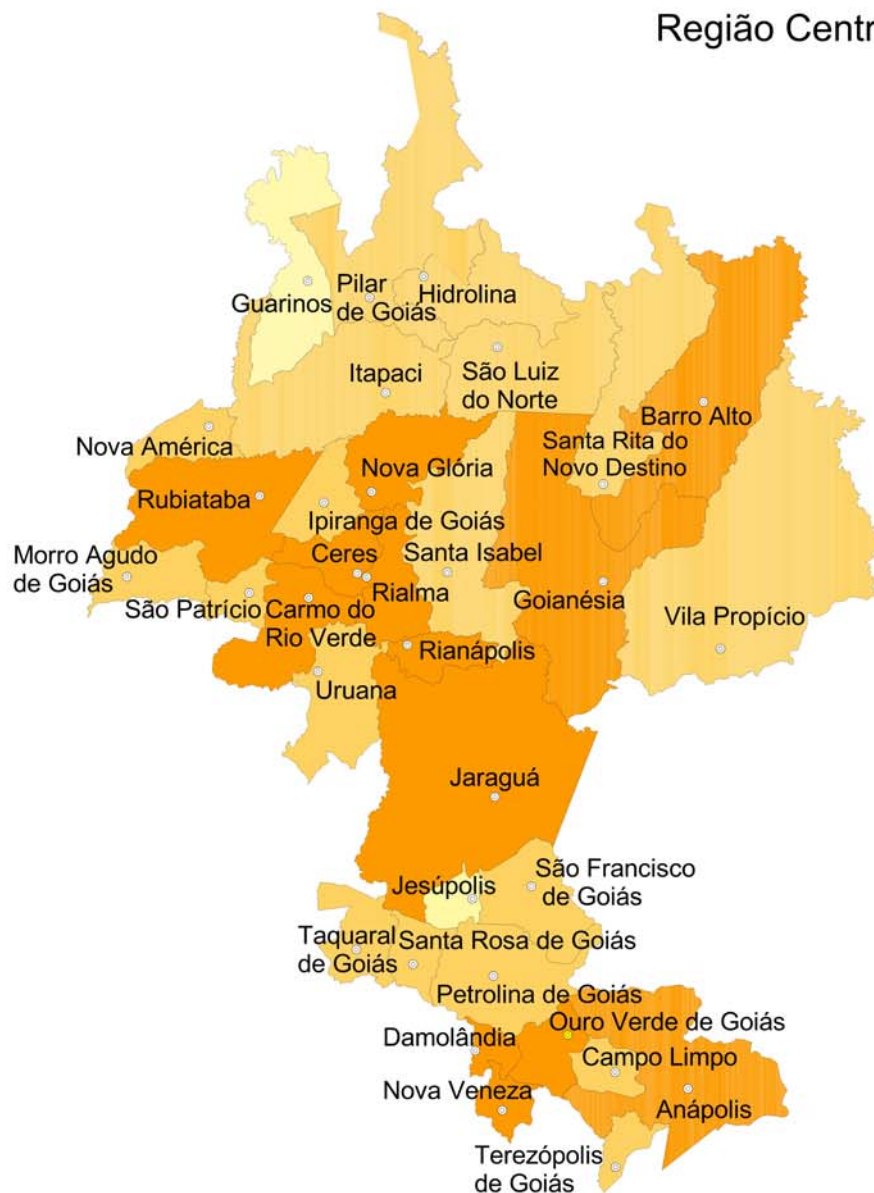 Região Centr
Guarinos
Pilar
de Goiás
Hidrolina
Itapaci
São Luiz
do Norte
Barro Alto
Nova América
Santa Rita do
Novo Destino
Nova Glória
Rubiataba
Ipiranga de Goiás
Morro Agudo
de Goiás
Ceres
Santa Isabel
São Patrício
Carmo do
Rio Verde
Rialma
Goianésia
Vila Propício
Rianápolis
Uruana
Jaraguá
Jesúpolis
São Francisco
de Goiás
Taquaral
de Goiás
Santa Rosa de Goiás
Petrolina de Goiás
Ouro Verde de Goiás
Damolândia
Campo Limpo
Nova Veneza
Anápolis
Terezópolis
de Goiás